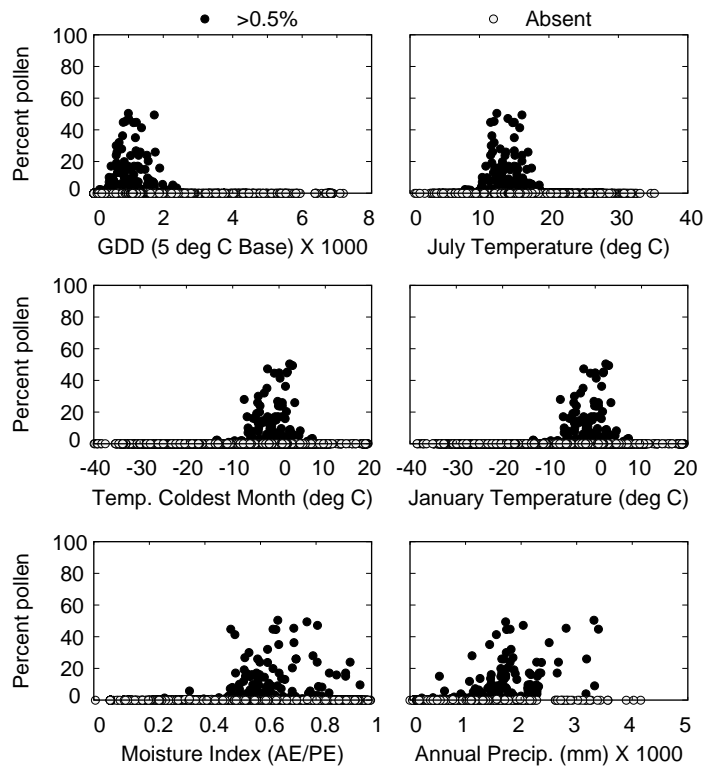 >0.5% Absent
100
80
60
40
20
0
Percent pollen
0 2 4 6 8
GDD (5 deg C Base) X 1000
0 10 20 30 40
July Temperature (deg C)
100
80
60
40
20
0
Percent pollen
-40 -30 -20 -10 0 10 20
Temp. Coldest Month (deg C)
-40 -30 -20 -10 0 10 20
January Temperature (deg C)
100
80
60
40
20
0
Percent pollen
0 0.2 0.4 0.6 0.8 1
Moisture Index (AE/PE)
0 1 2 3 4 5
Annual Precip. (mm) X 1000